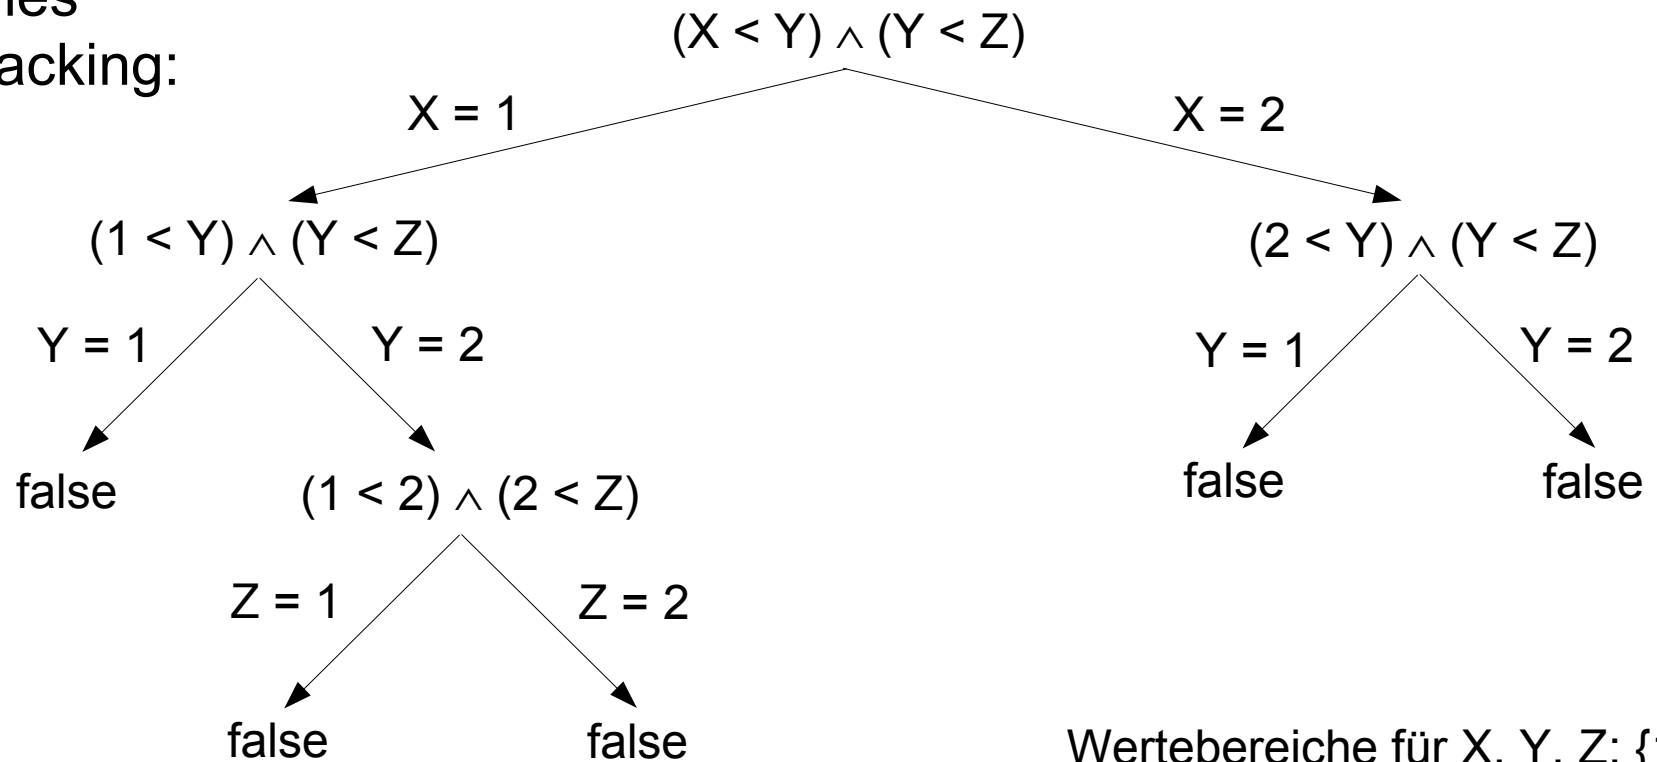 acking:
(X < Y) ∧ (Y < Z)
X = 1
X = 2
(1 < Y) ∧ (Y < Z)
(2 < Y) ∧ (Y < Z)
Y = 1
Y = 2
Y = 1
Y = 2
false
(1 < 2) ∧ (2 < Z)
false
false
Z = 1
Z = 2
false
false
Wertebereiche für X, Y, Z: {